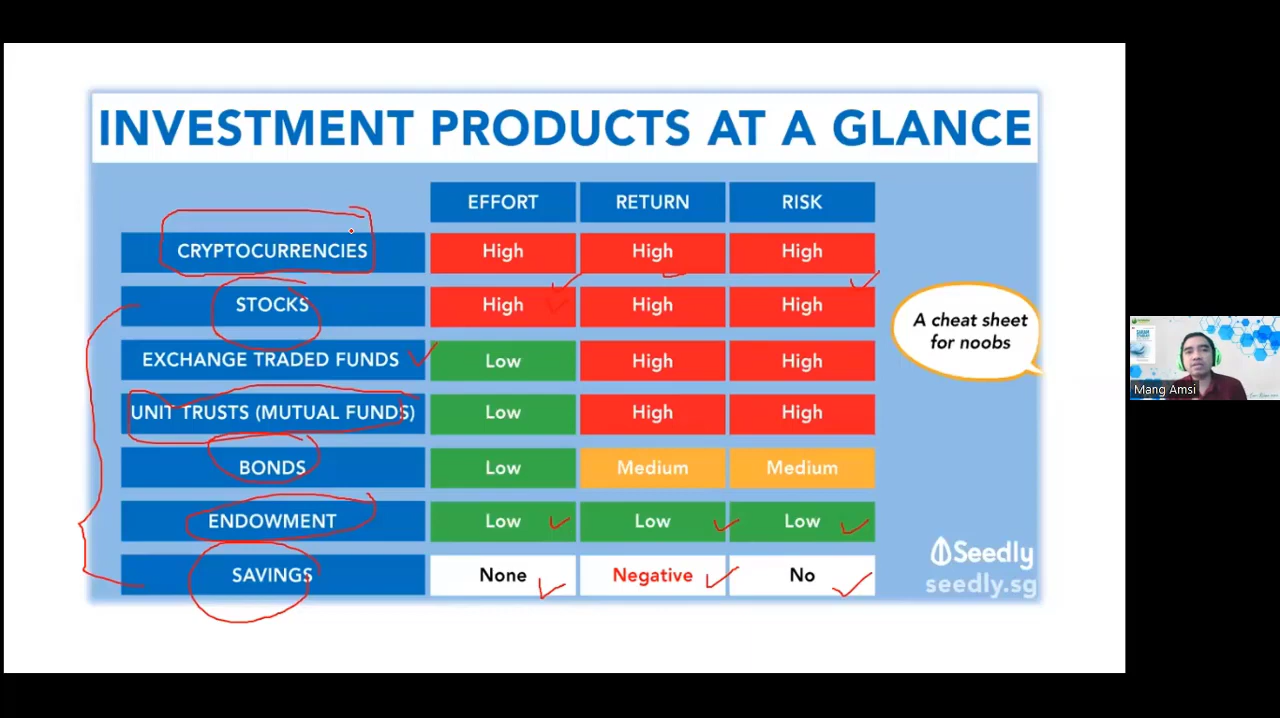 INVESTMENT PRODUCTS AT A GLANCE
EFFORT RETURN RISK
CRYPTOCURRENCIES High High High
STOCKS High High High
EXCHANGE TRADED FUNDS Low High High
UNIT TRUSTS (MUTUAL FUNDS) Low High High
BONDS Low Medium Medium
ENDOWMENT Low Low Low
SAVINGS None Negative No
A cheat sheet
for noobs
Seedly
seedly.sg
Mang Amsi